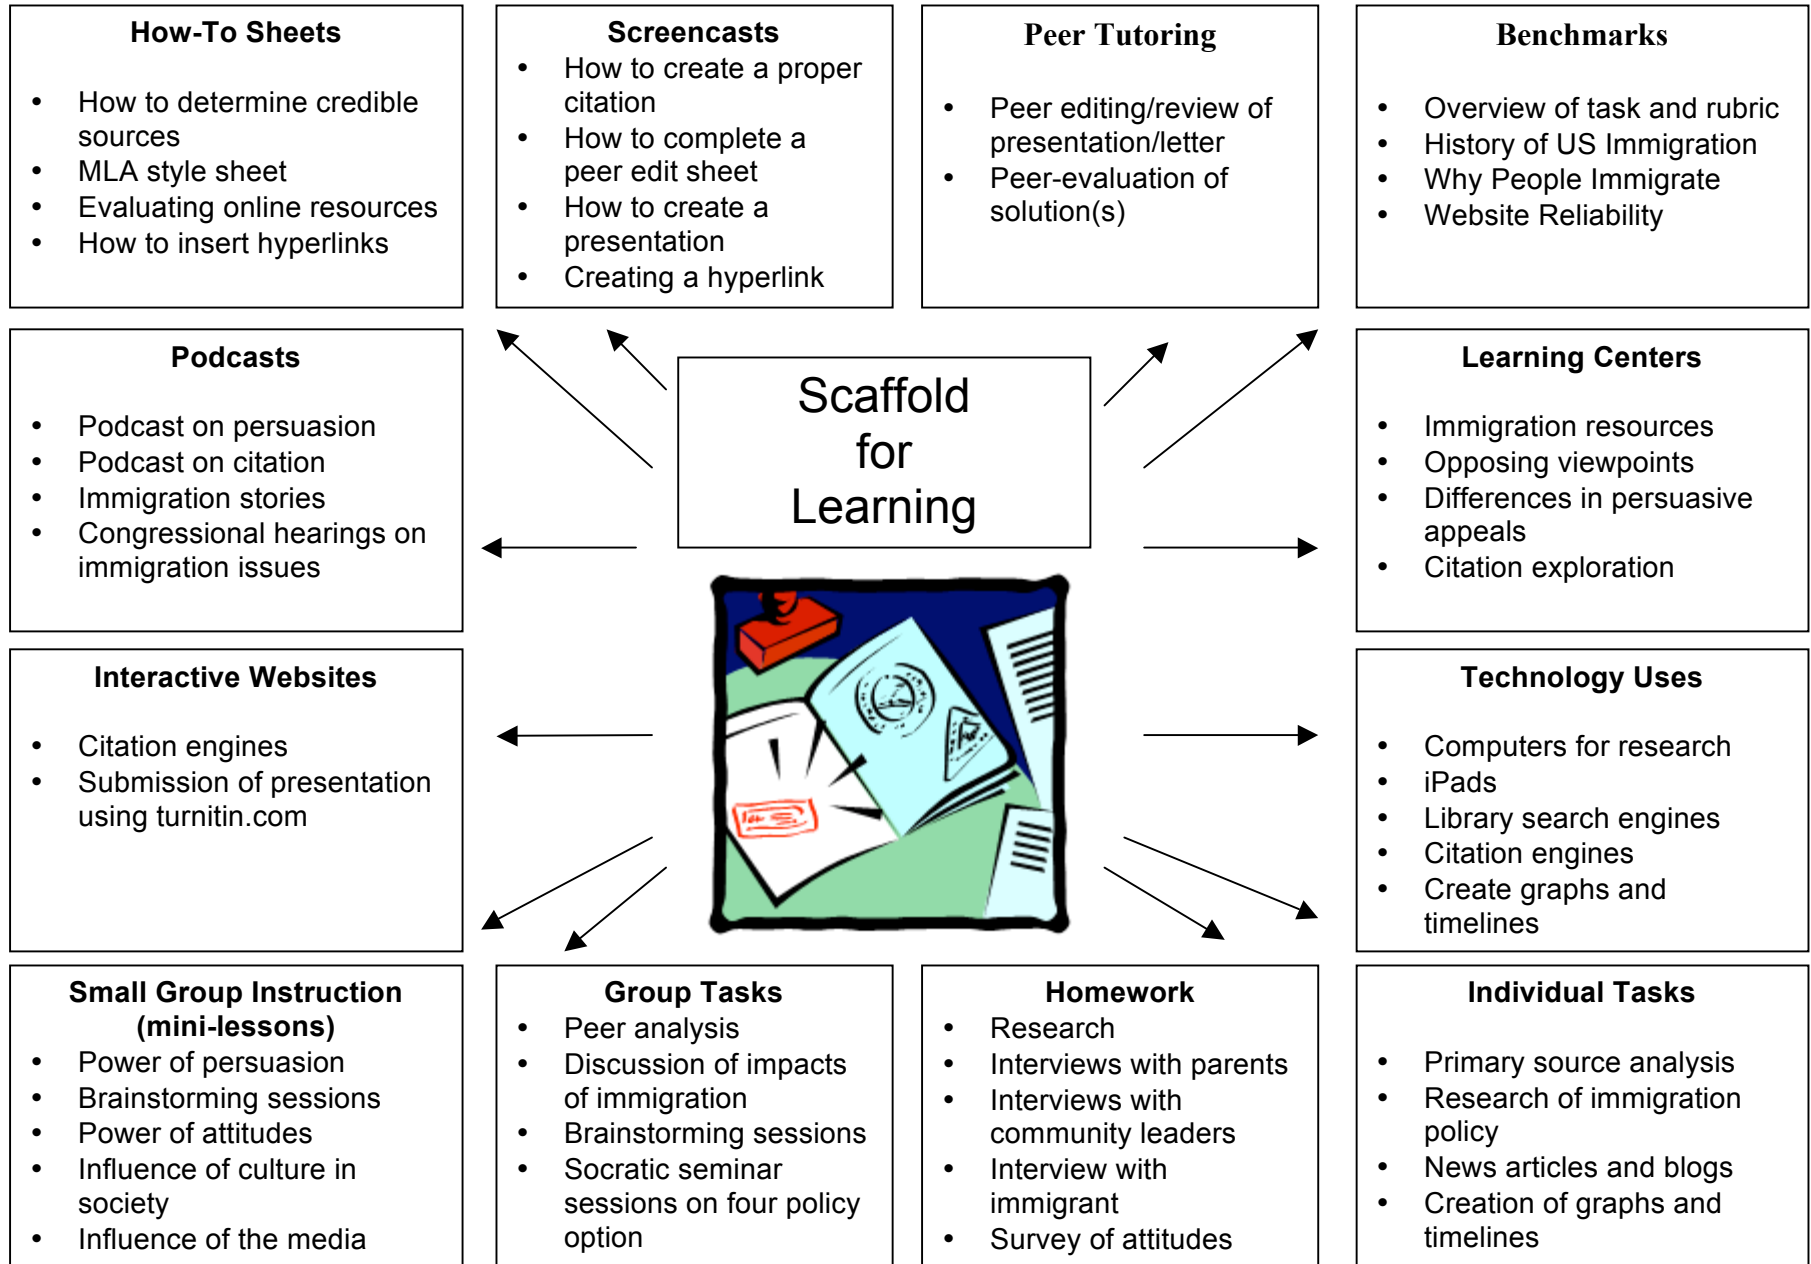 How-To Sheets
• How to determine credible
sources
• MLA style sheet
• Evaluating online resources
• How to insert hyperlinks
Screencasts
• How to create a proper
citation
• How to complete a
peer edit sheet
• How to create a
presentation
• Creating a hyperlink
Peer Tutoring
• Peer editing/review of
presentation/letter
• Peer-evaluation of
solution(s)
Benchmarks
• Overview of task and rubric
• History of US Immigration
• Why People Immigrate
• Website Reliability
Podcasts
• Podcast on persuasion
• Podcast on citation
• Immigration stories
• Congressional hearings on
immigration issues
Scaffold
for
Learning
Learning Centers
• Immigration resources
• Opposing viewpoints
• Differences in persuasive
appeals
• Citation exploration
Interactive Websites
• Citation engines
• Submission of presentation
using turnitin.com
Technology Uses
• Computers for research
• iPads
• Library search engines
• Citation engines
• Create graphs and
timelines
Small Group Instruction
(mini-lessons)
• Power of persuasion
• Brainstorming sessions
• Power of attitudes
• Influence of culture in
society
• Influence of the media
Group Tasks
• Peer analysis
• Discussion of impacts
of immigration
• Brainstorming sessions
• Socratic seminar
sessions on four policy
option
Homework
• Research
• Interviews with parents
• Interviews with
community leaders
• Interview with
immigrant
• Survey of attitudes
Individual Tasks
• Primary source analysis
• Research of immigration
policy
• News articles and blogs
• Creation of graphs and
timelines